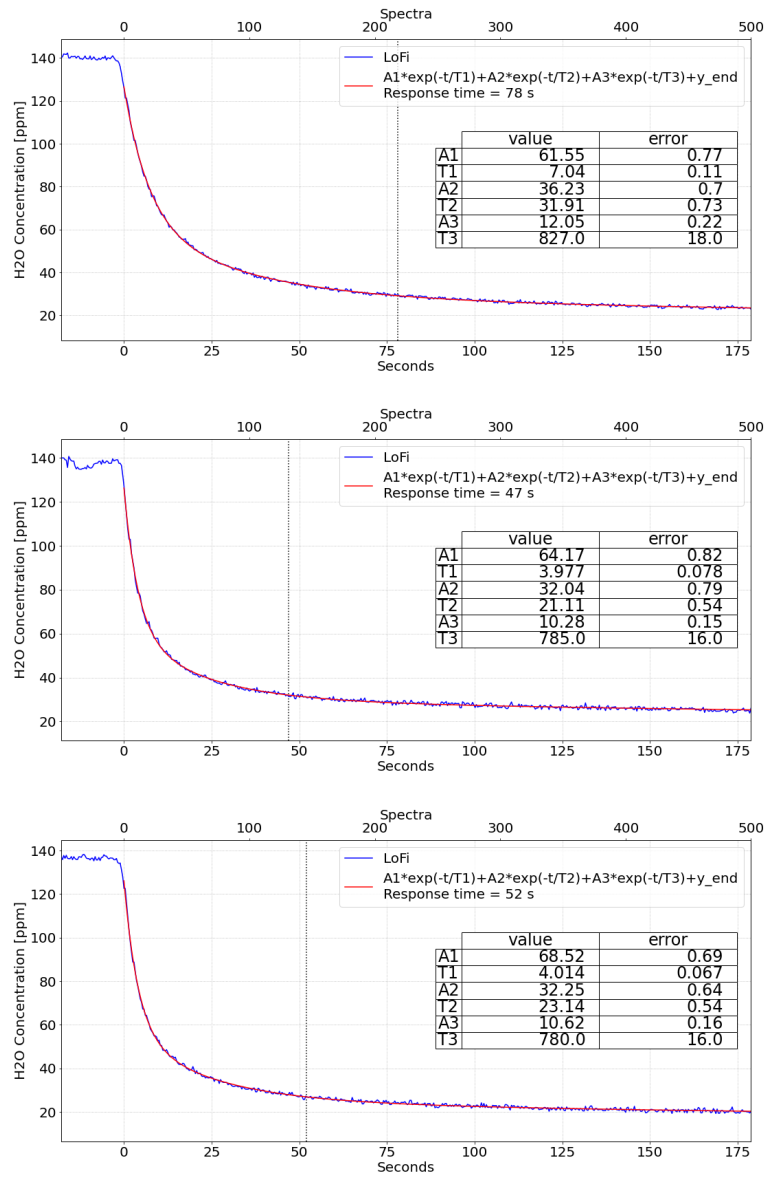 Spectra
0 100 200 300 400 500
H2O Concentration [ppm]
140
120
100
80
60
40
20
LoFi
A1*exp(-t/T1)+A2*exp(-t/T2)+A3*exp(-t/T3)+y_end
Response time = 78 s
value error
A1 61.55 0.77
T1 7.04 0.11
A2 36.23 0.7
T2 31.91 0.73
A3 12.05 0.22
T3 827.0 18.0
0 25 50 75 100 125 150 175
Seconds
Spectra
0 100 200 300 400 500
H2O Concentration [ppm]
140
120
100
80
60
40
20
LoFi
A1*exp(-t/T1)+A2*exp(-t/T2)+A3*exp(-t/T3)+y_end
Response time = 47 s
value error
A1 64.17 0.82
T1 3.977 0.078
A2 32.04 0.79
T2 21.11 0.54
A3 10.28 0.15
T3 785.0 16.0
0 25 50 75 100 125 150 175
Seconds
Spectra
0 100 200 300 400 500
H2O Concentration [ppm]
140
120
100
80
60
40
20
LoFi
A1*exp(-t/T1)+A2*exp(-t/T2)+A3*exp(-t/T3)+y_end
Response time = 52 s
value error
A1 68.52 0.69
T1 4.014 0.067
A2 32.25 0.64
T2 23.14 0.54
A3 10.62 0.16
T3 780.0 16.0
0 25 50 75 100 125 150 175
Seconds